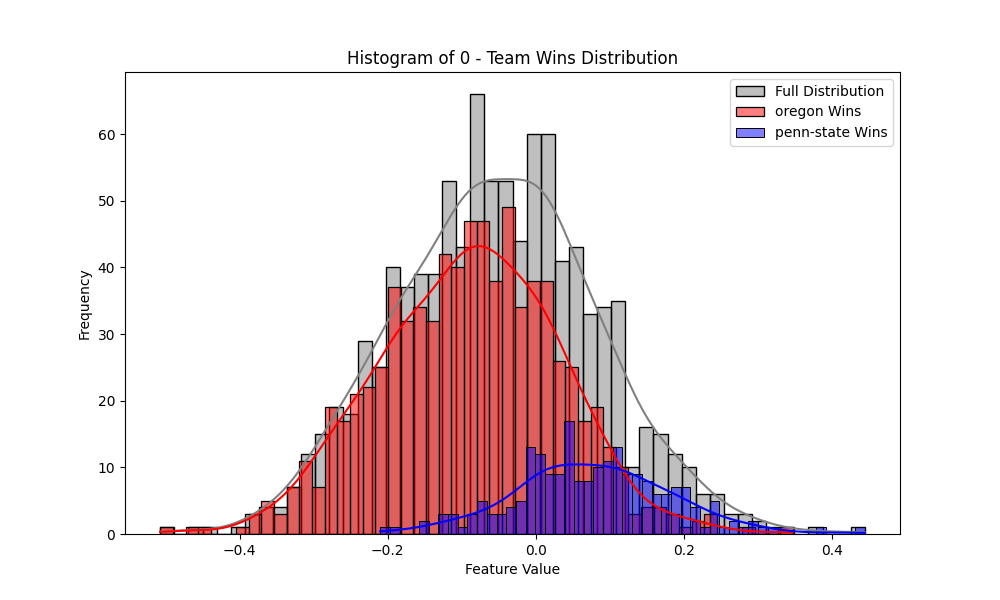 Histogram of 0 - Team Wins Distribution
Full Distribution
oregon Wins
penn-state Wins
Frequency
60
50
40
30
20
10
0
−0.4
−0.2
0.0
0.2
0.4
Feature Value